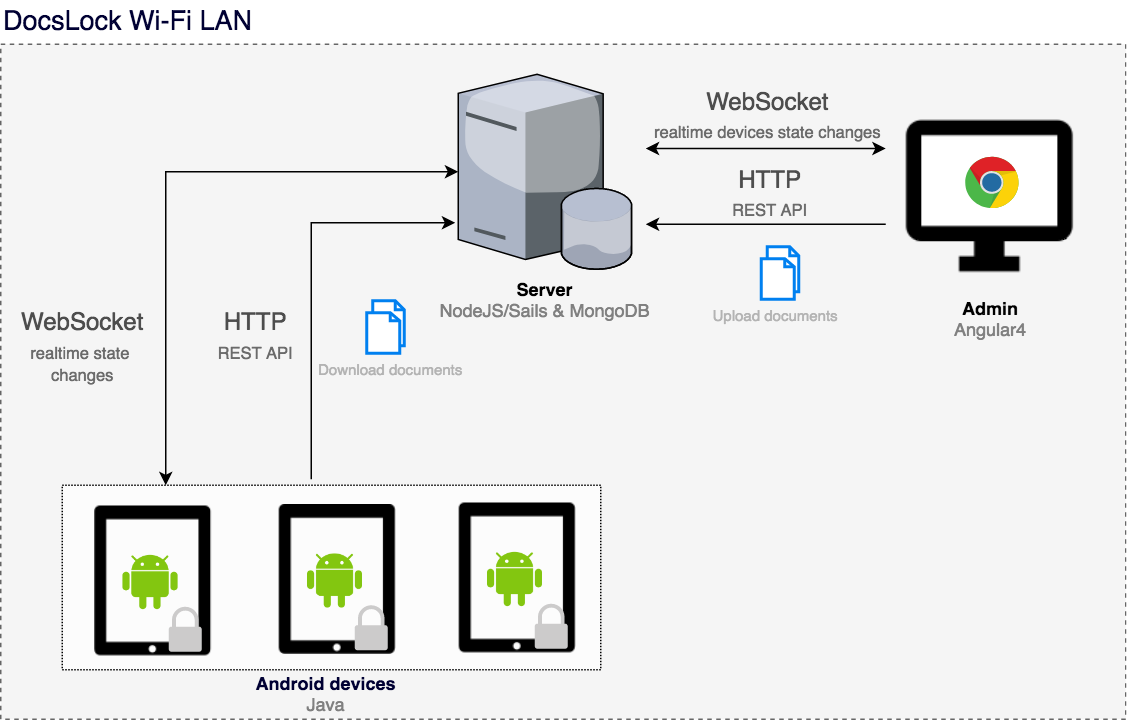 DocsLock Wi-Fi LAN
WebSocket
realtime devices state changes
HTTP
REST API
Upload documents
Server
NodeJS/Sails & MongoDB
Admin
Angular4
WebSocket
realtime state
changes
HTTP
REST API
Download documents
Android devices
Java